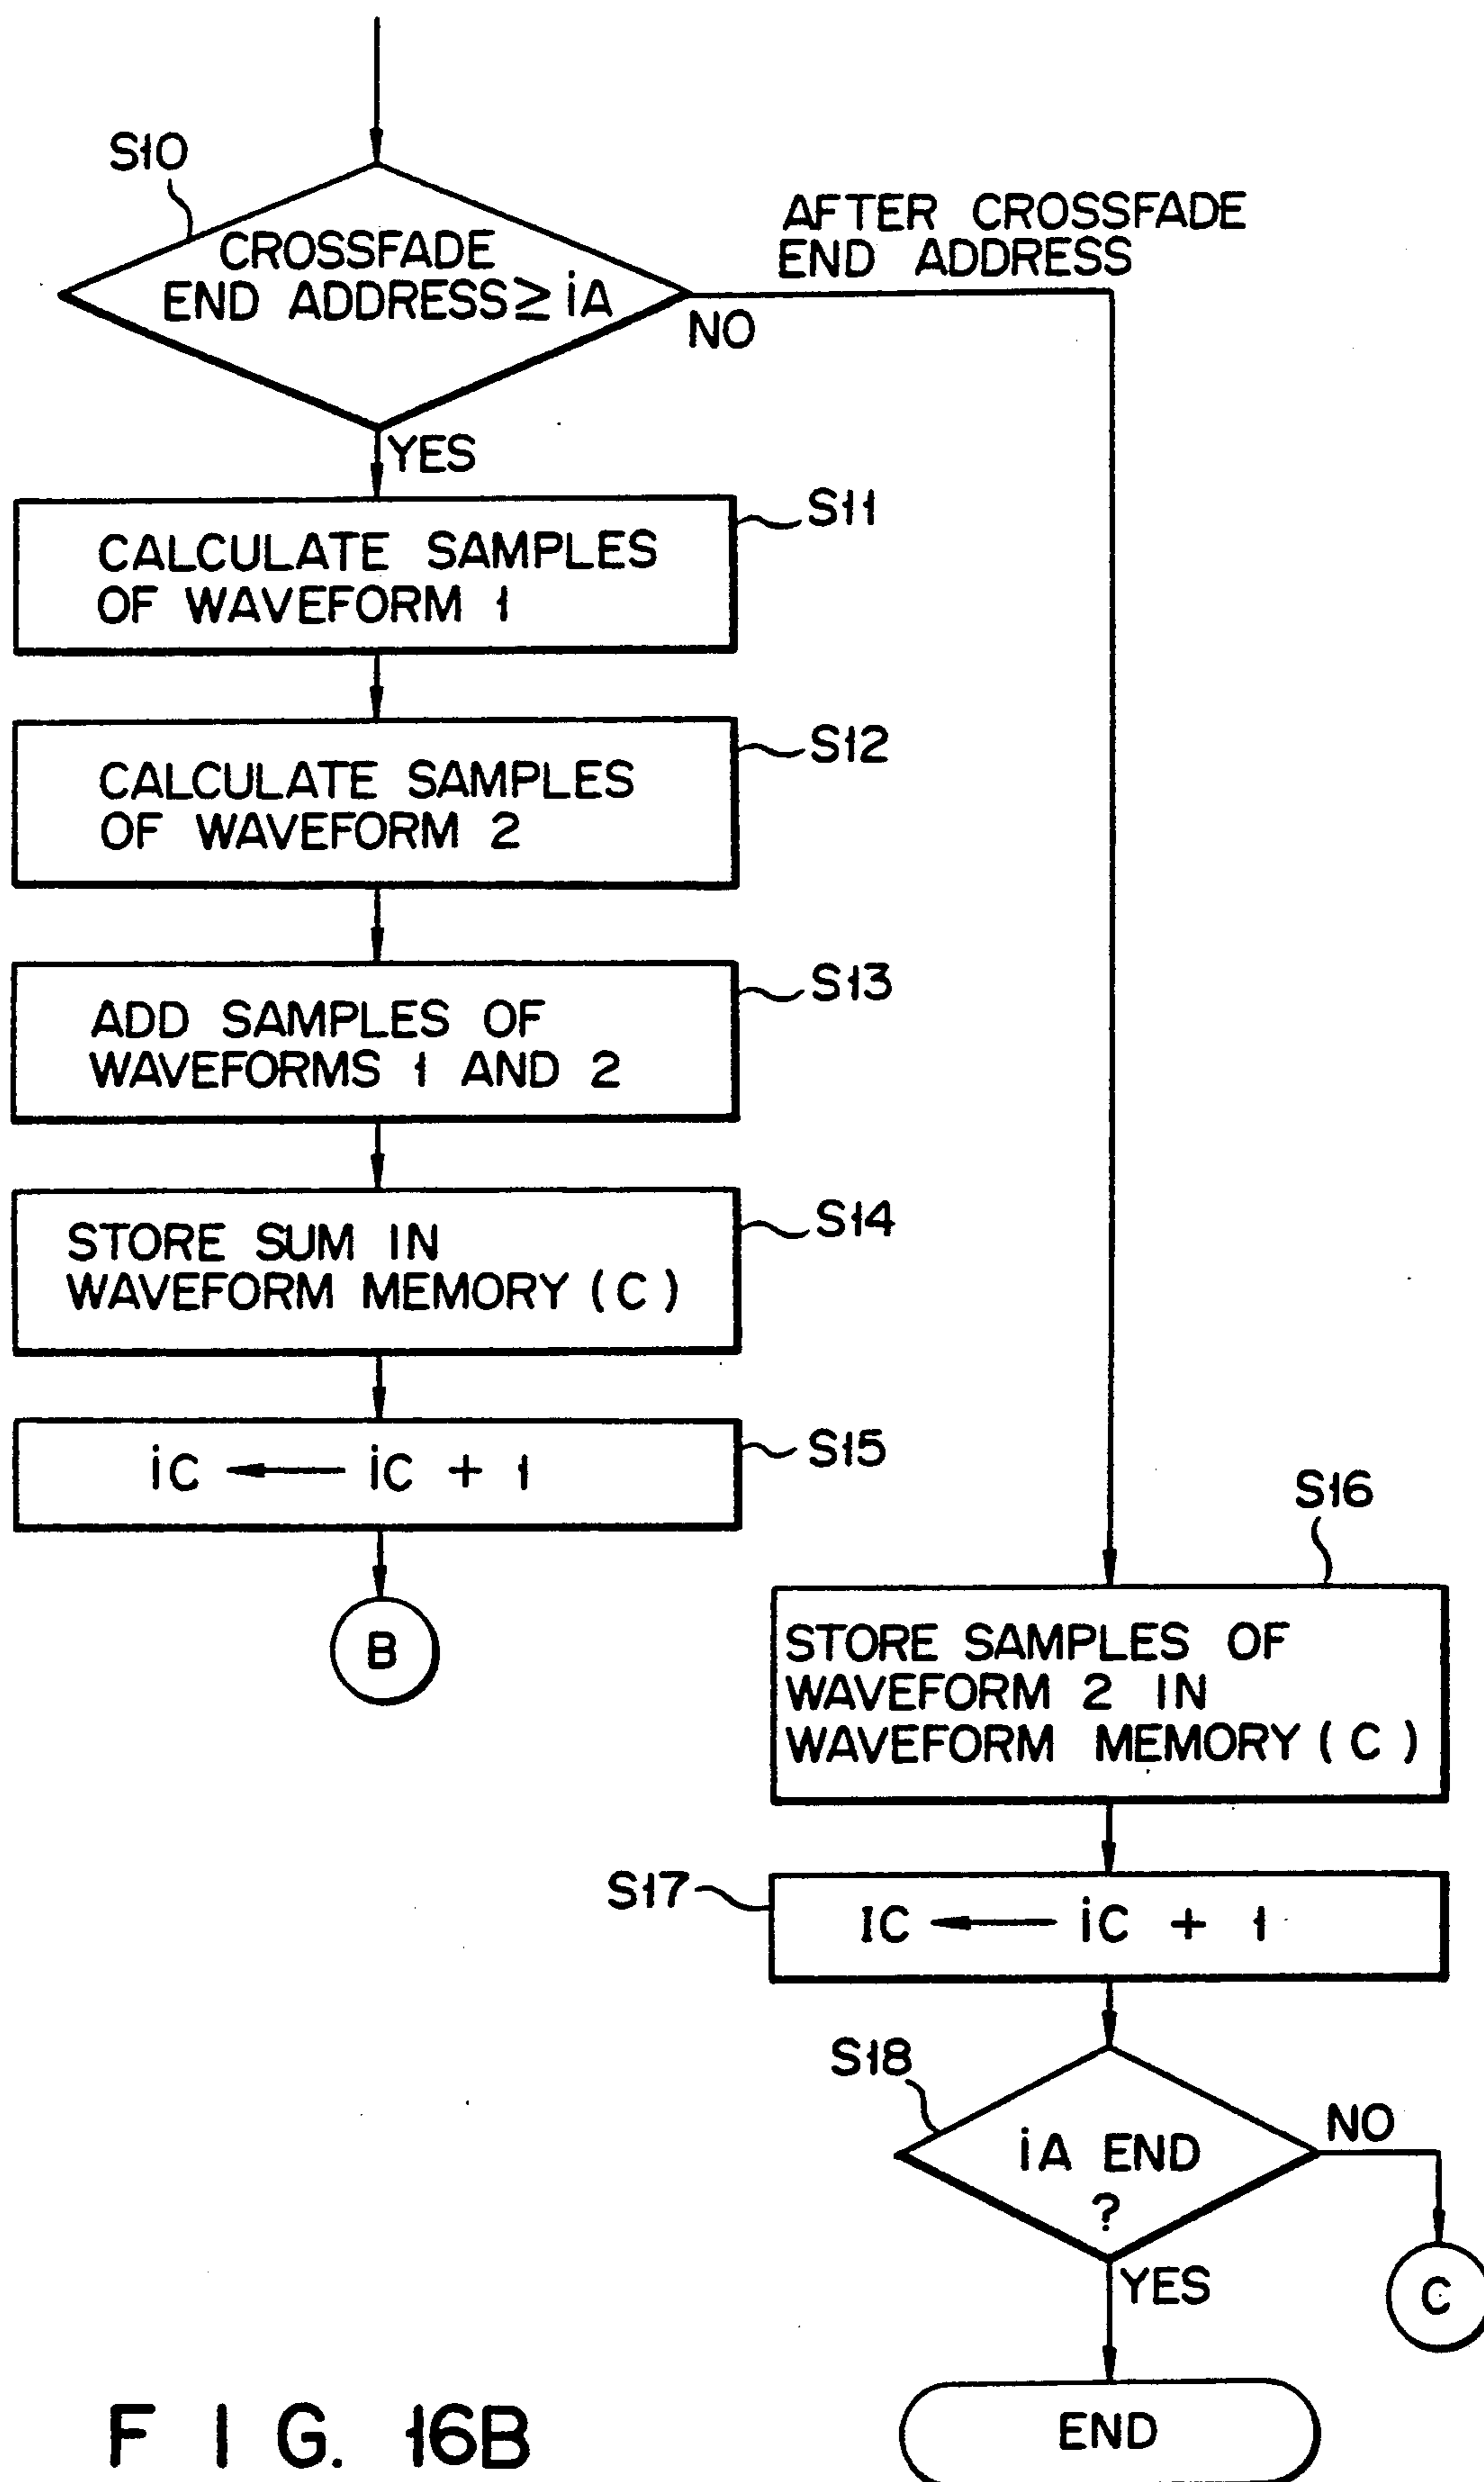 S10
CROSSFADE
END ADDRESS ≥ iA
AFTER CROSSFADE
END ADDRESS
NO
YES
S11
CALCULATE SAMPLES
OF WAVEFORM 1
S12
CALCULATE SAMPLES
OF WAVEFORM 2
S13
ADD SAMPLES OF
WAVEFORMS 1 AND 2
S14
STORE SUM IN
WAVEFORM MEMORY (C)
S15
iC ← iC + 1
B
S16
STORE SAMPLES OF
WAVEFORM 2 IN
WAVEFORM MEMORY (C)
S17
IC ← iC + 1
S18
iA END
?
NO
C
YES
END
FIG. 16B